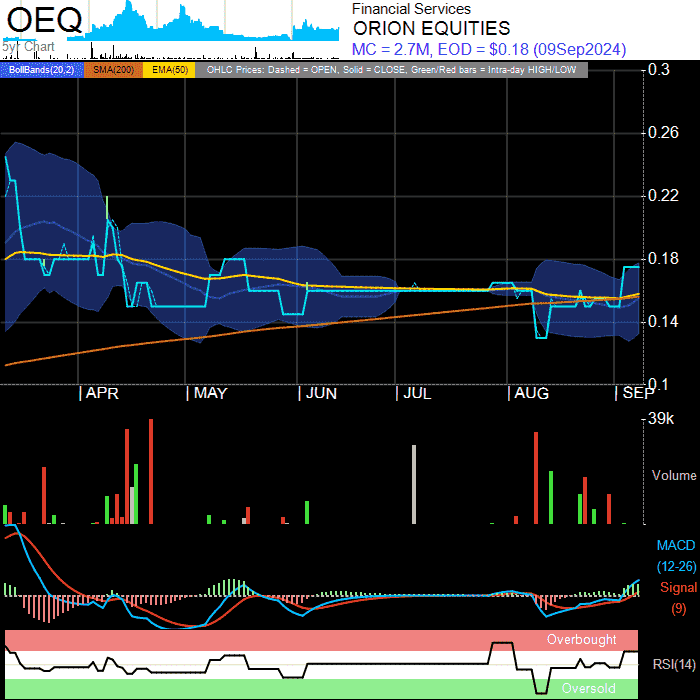 OEQ
5yr Chart
Financial Services
ORION EQUITIES
MC = 2.7M, EOD = $0.18 (09Sep2024)
BollBands(20,2) SMA(200) EMA(50) OHLC Prices: Dashed = OPEN, Solid = CLOSE, Green/Red bars = Intra-day HIGH/LOW
0.3
0.26
0.22
0.18
0.14
0.1
APR MAY JUN JUL AUG SEP
39k
Volume
MACD
(12-26)
Signal
(9)
Overbought
RSI(14)
Oversold